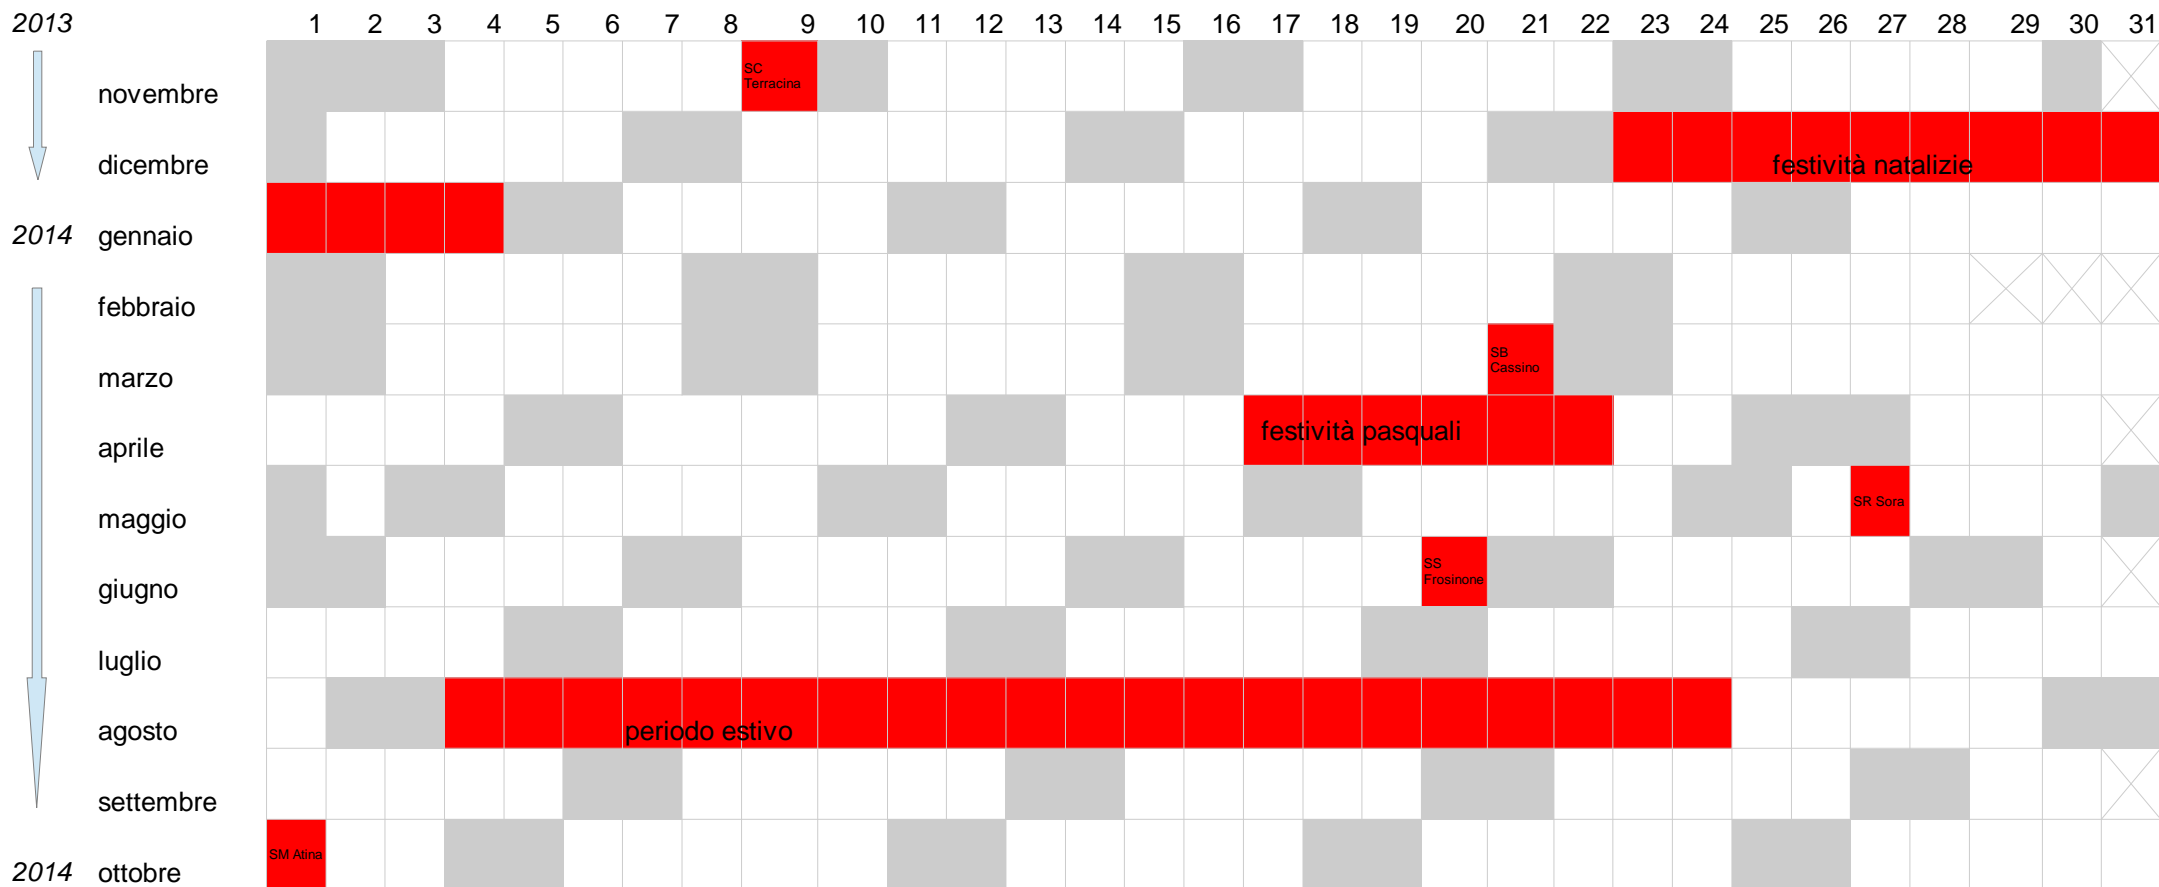 2013 1 2 3 4 5 6 7 8 9 10 11 12 13 14 15 16 17 18 19 20 21 22 23 24 25 26 27 28 29 30 31
novembre SC Terracina
dicembre festività natalizie
2014 gennaio
febbraio
marzo SB Cassino
aprile festività pasquali
maggio SR Sora
giugno SS Frosinone
luglio
agosto periodo estivo
settembre
2014 ottobre SM Atina